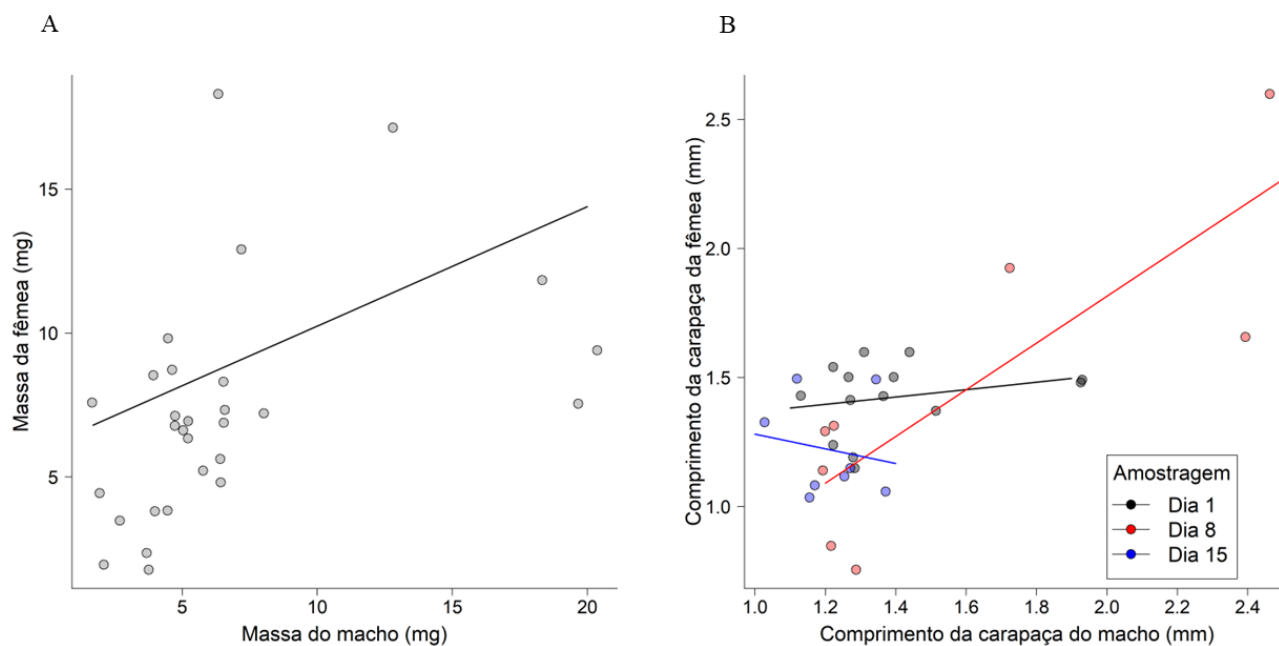 A
Massa da fêmea (mg)
15
10
5
5
10
15
20
Massa do macho (mg)
B
Comprimento da carapaça da fêmea (mm)
2.5
2.0
1.5
1.0
1.0
1.2
1.4
1.6
1.8
2.0
2.2
2.4
Comprimento da carapaça do macho (mm)
Amostragem
Dia 1
Dia 8
Dia 15